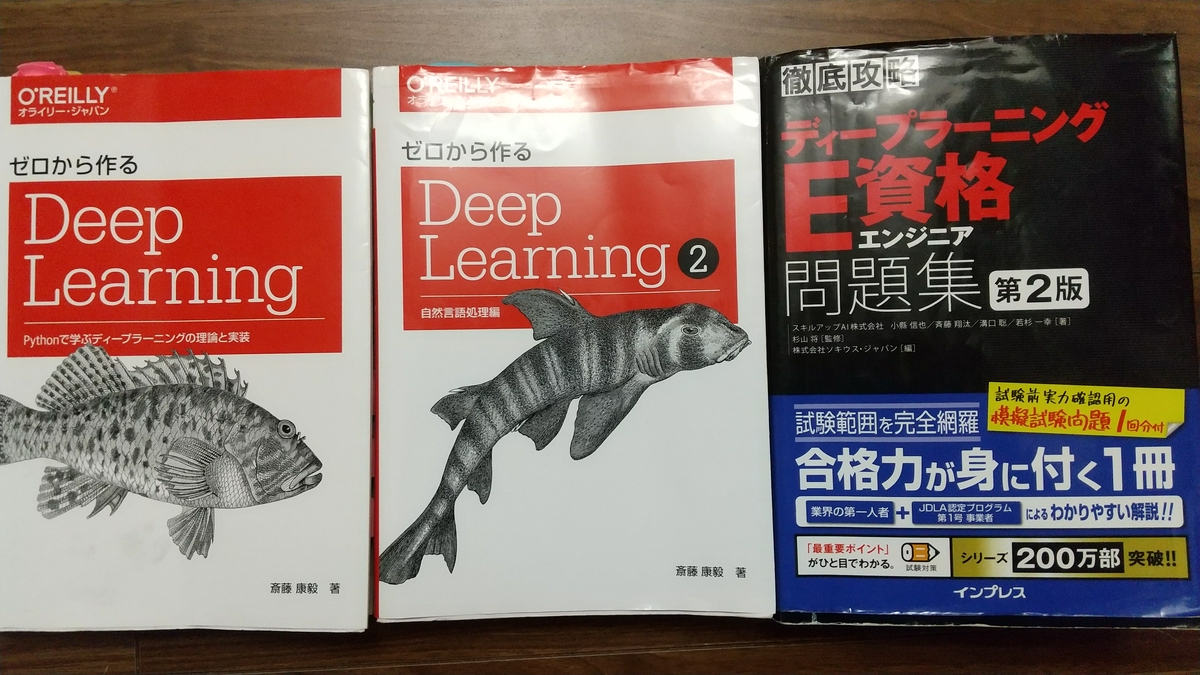 O'REILLY®
オライリー・ジャパン
ゼロから作る
Deep
Learning
Pythonで学ぶディープラーニングの理論と実装
斎藤 康毅 著
O'REILLY
ゼロから作る
Deep
Learning 2
自然言語処理編
斎藤 康毅 著
徹底攻略
ディープラーニング
E資格
エンジニア
問題集 第2版
スキルアップAI株式会社 小縣 信也／斉藤 翔汰／溝口 聡／若杉 一幸［著］
杉山 将［監修］
株式会社ソキウス・ジャパン［編］
試験前実力確認用の
模擬試験問題1回分付
試験範囲を完全網羅
合格力が身に付く1冊
業界の第一人者+JDLA認定プログラム
第1号 事業者
によるわかりやすい解説!!
「最重要ポイント」
がひと目でわかる。
試験対策
シリーズ200万部突破!!
インプレス